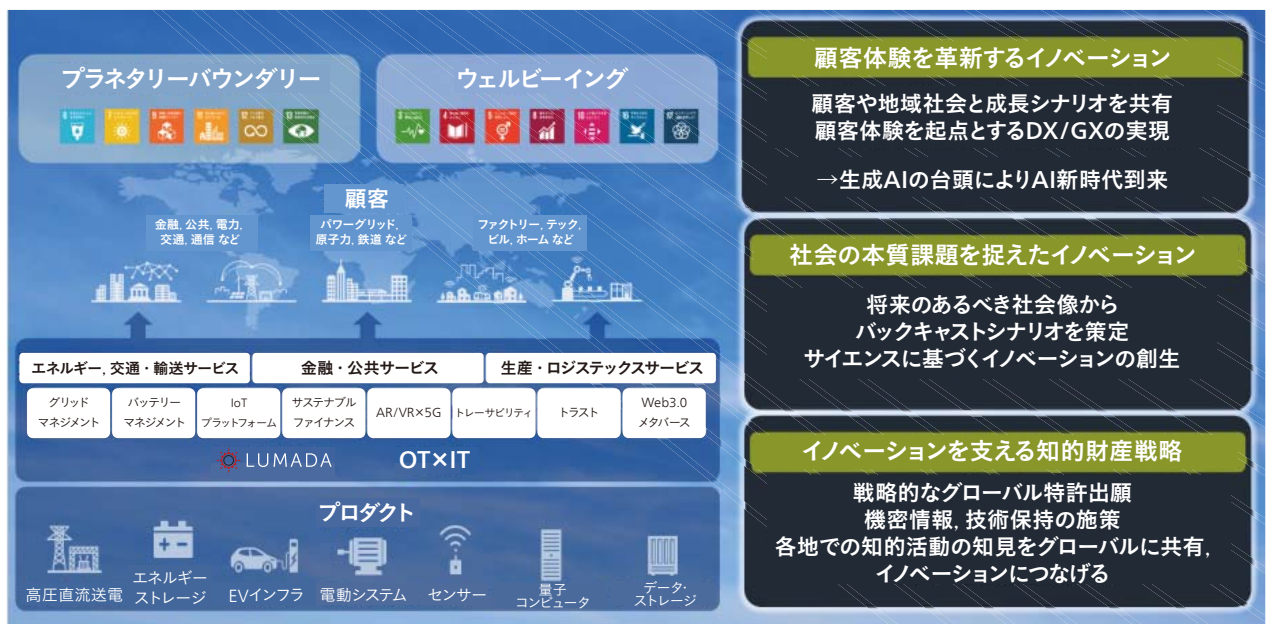 プラネタリーバウンダリー
6
7
9
11
12
13
ウェルビーイング
3
4
5
8
10
16
17
顧客
金融, 公共, 電力,
交通, 通信 など
パワーグリッド,
原子力, 鉄道 など
ファクトリー, テック,
ビル, ホーム など
エネルギー, 交通・輸送サービス
金融・公共サービス
生産・ロジステックスサービス
グリッド
マネジメント
バッテリー
マネジメント
IoT
プラットフォーム
サステナブル
ファイナンス
AR/VR×5G
トレーサビリティ
トラスト
Web3.0
メタバース
LUMADA
OT×IT
プロダクト
高圧直流送電
エネルギー
ストレージ
EVインフラ
電動システム
センサー
量子
コンピュータ
データ・
ストレージ
顧客体験を革新するイノベーション
顧客や地域社会と成長シナリオを共有
顧客体験を起点とするDX/GXの実現
→生成AIの台頭によりAI新時代到来
社会の本質課題を捉えたイノベーション
将来のあるべき社会像から
バックキャストシナリオを策定
サイエンスに基づくイノベーションの創生
イノベーションを支える知的財産戦略
戦略的なグローバル特許出願
機密情報, 技術保持の施策
各地での知的活動の知見をグローバルに共有,
イノベーションにつなげる